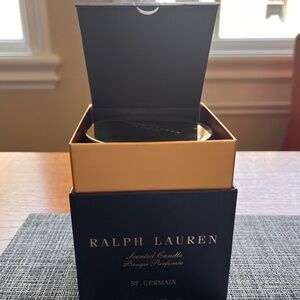 RALPH LAUREN
Scented Candle
Bougie Parfumée
ST. GERMAIN